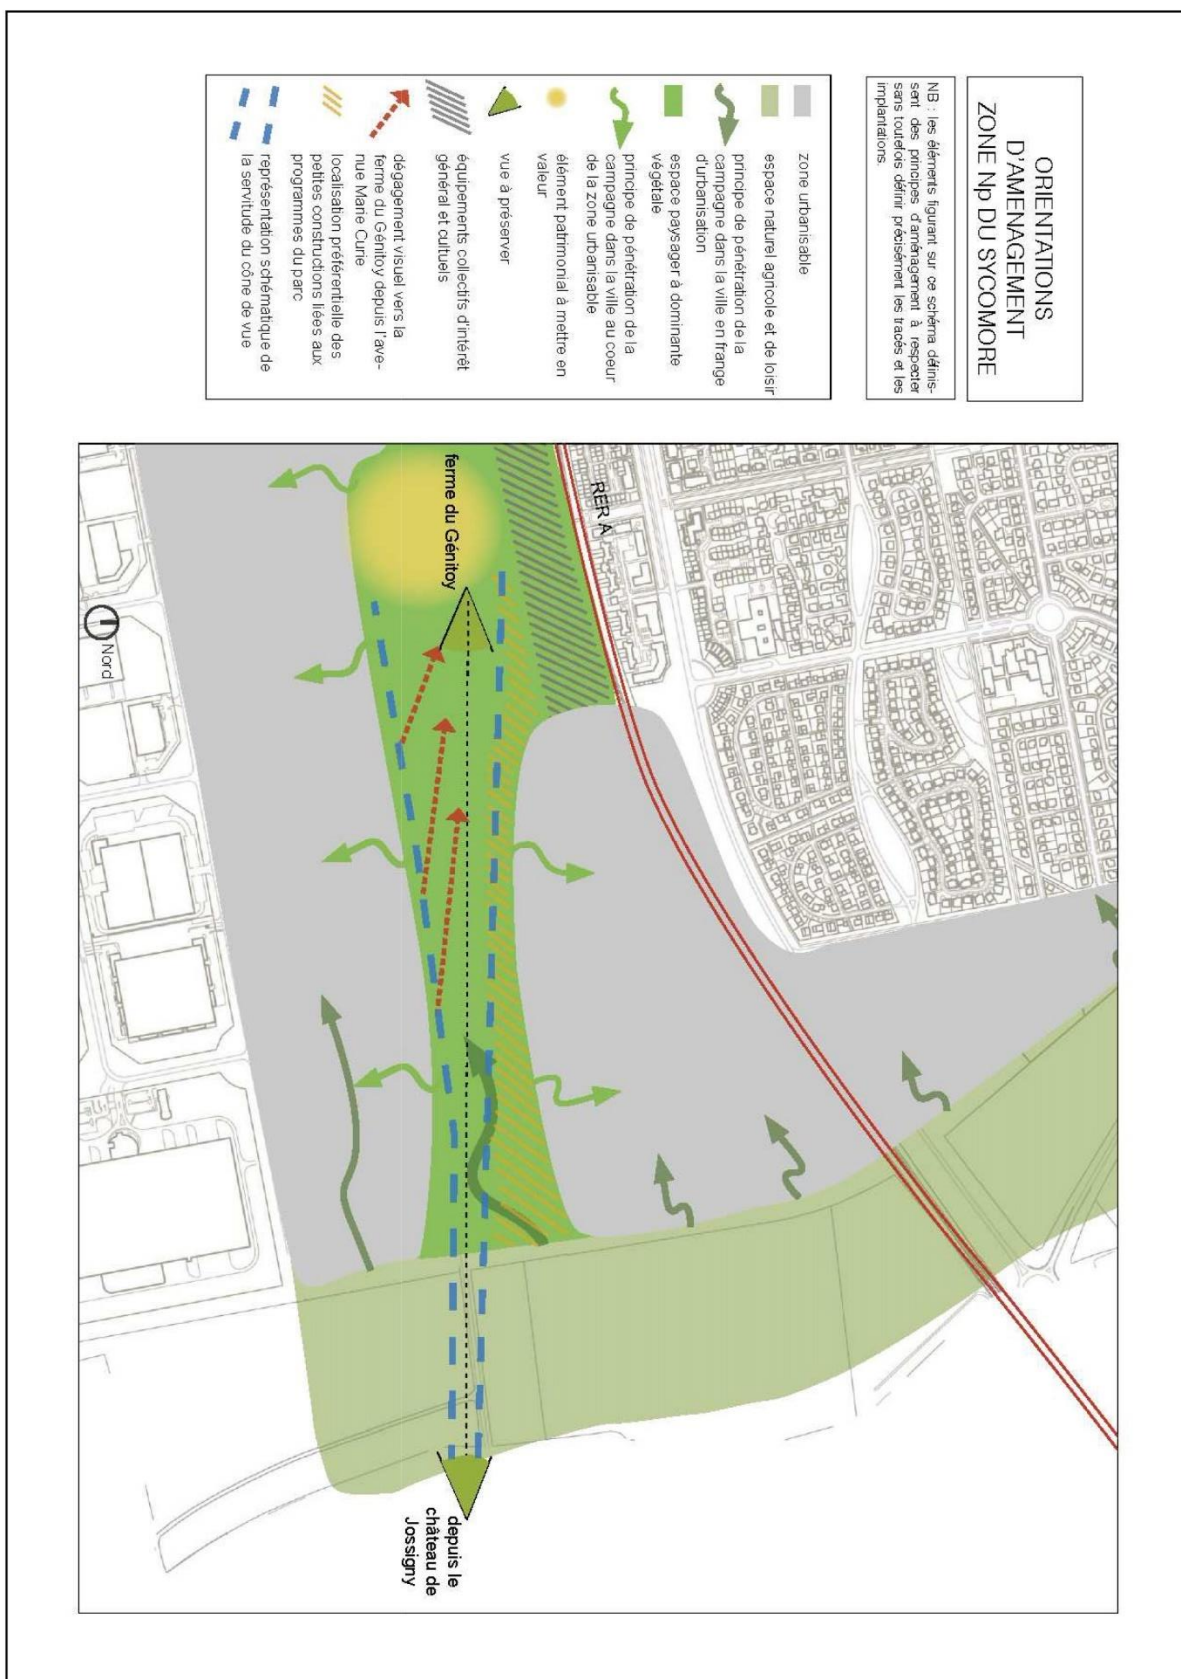 ORIENTATIONS
D'AMENAGEMENT
ZONE Np DU SYCOMORE
NB : les éléments figurant sur ce schéma définis-
sent des principes d'aménagement à respecter
sans toutefois définir précisément les tracés et les
implantations.
zone urbanisable
espace naturel agricole et de loisir
principe de pénétration de la
campagne dans la ville en frange
d'urbanisation
espace paysager à dominante
végétale
principe de pénétration de la
campagne dans la ville au coeur
de la zone urbanisable
élément patrimonial à mettre en
valeur
vue à préserver
équipements collectifs d'intérêt
général et cultuels
dégagement visuel vers la
ferme du Génitoy depuis l'ave-
nue Marie Curie
localisation préférentielle des
petites constructions liées aux
programmes du parc
représentation schématique de
la servitude du cône de vue
RER A
ferme du Génitoy
Nord
depuis le
château de
Jossigny